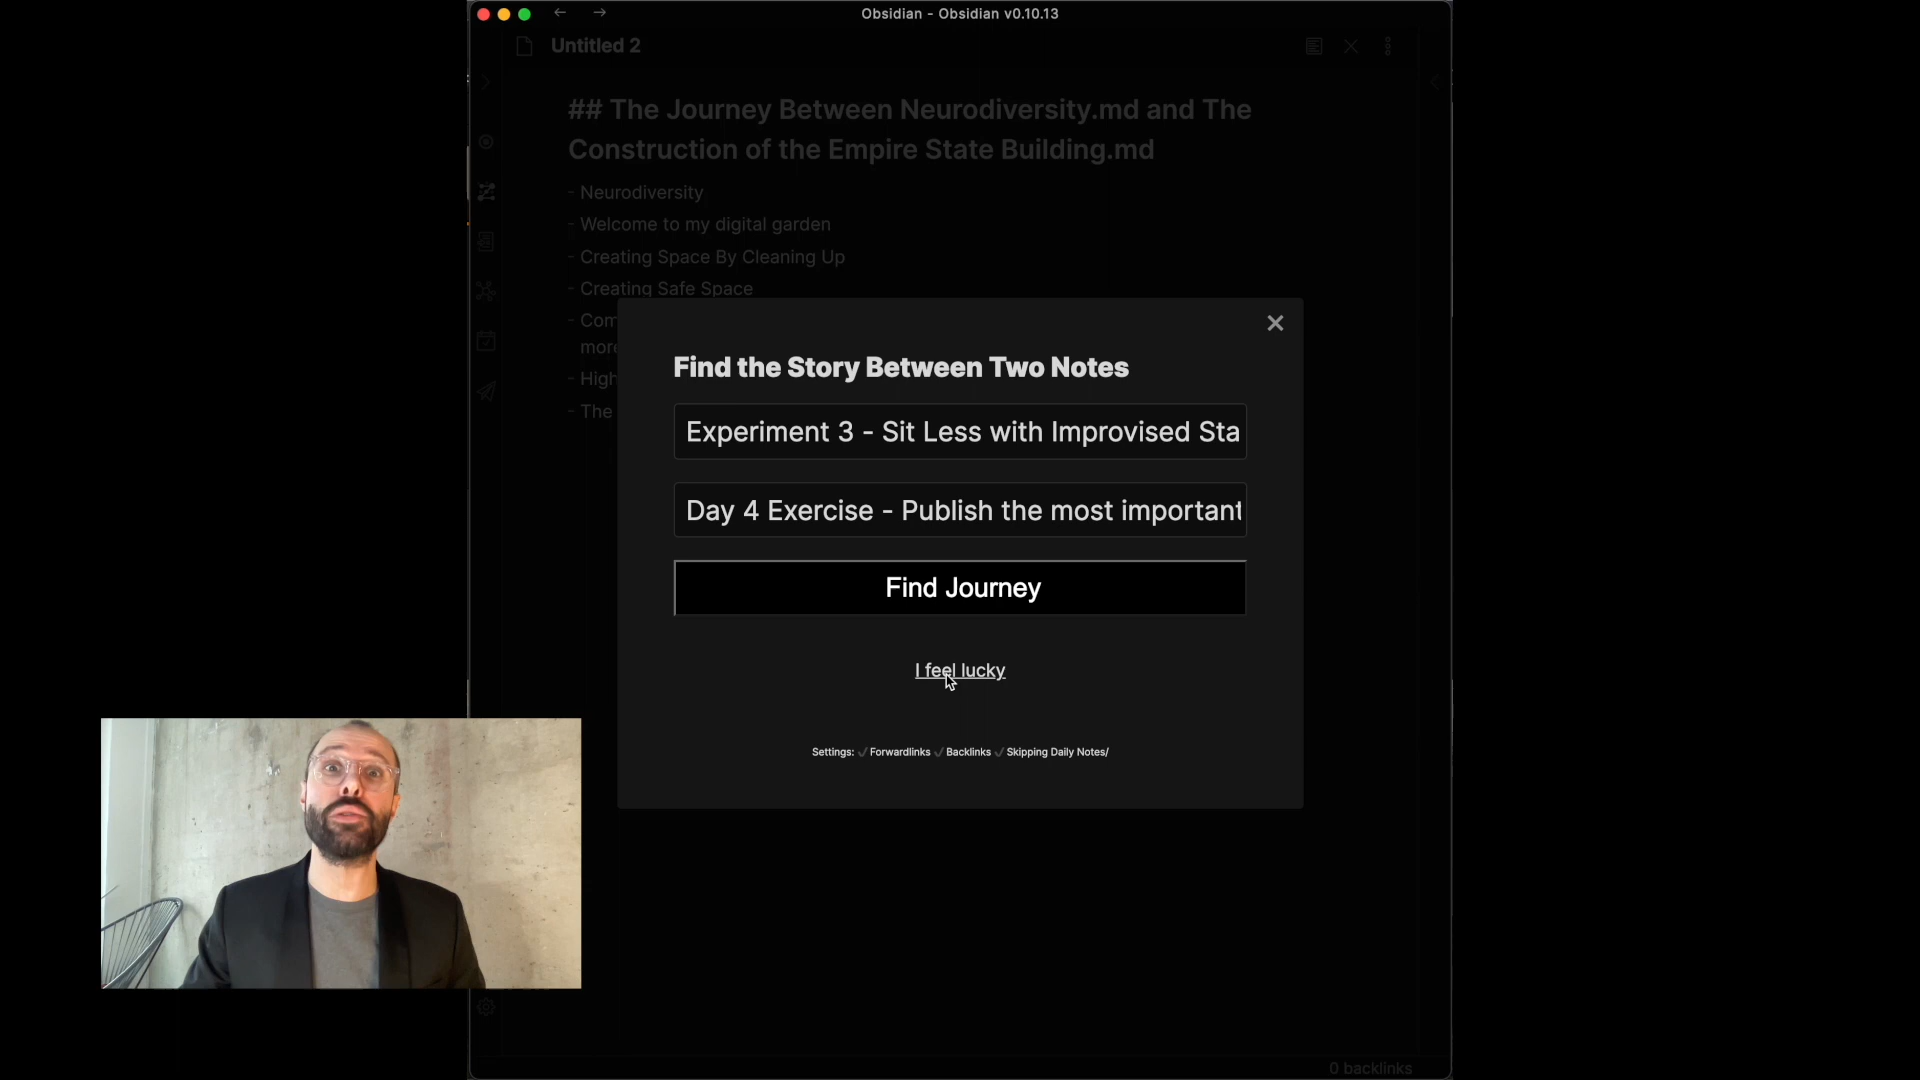 Obsidian - Obsidian v0.10.13
Untitled 2
## The Journey Between Neurodiversity.md and The
Construction of the Empire State Building.md
- Neurodiversity
- Welcome to my digital garden
- Creating Space By Cleaning Up
- Creating Safe Space
- Com
more
- High
- The
Find the Story Between Two Notes
Experiment 3 - Sit Less with Improvised Sta
Day 4 Exercise - Publish the most important
Find Journey
I feel lucky
Settings: ✓ Forwardlinks ✓ Backlinks ✓ Skipping Daily Notes/
0 backlinks